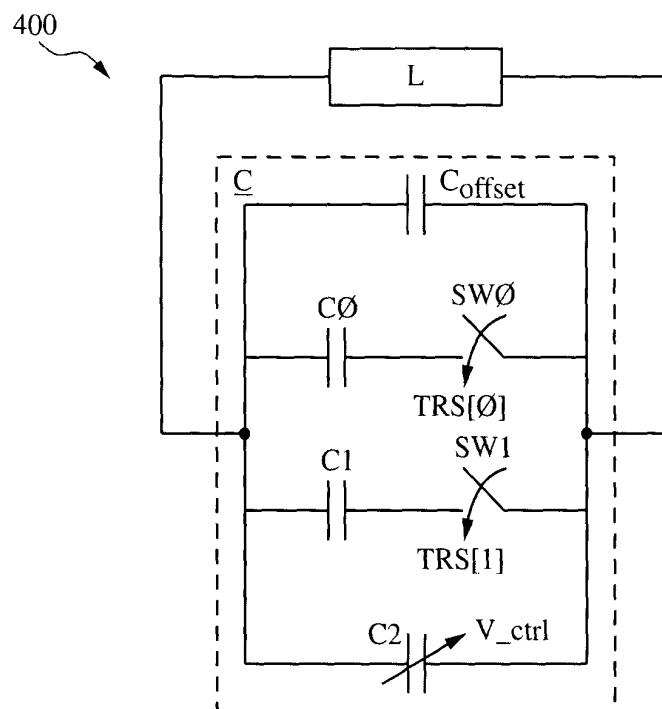 400
L
C
Coffset
CØ
SWØ
TRS[Ø]
C1
SW1
TRS[1]
C2
V_ctrl